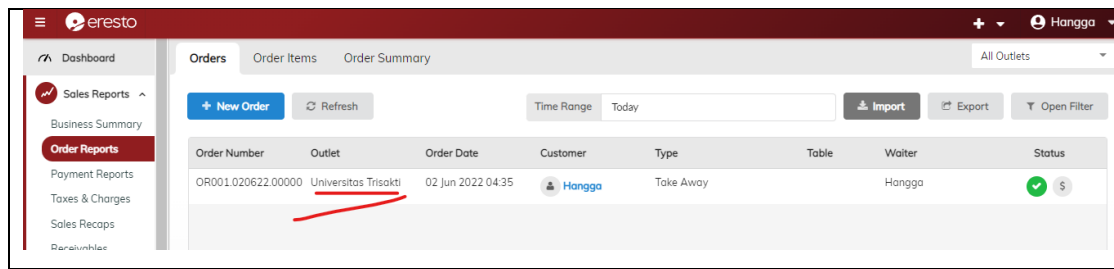 eresto
Hangga
Dashboard
Orders Order Items Order Summary
All Outlets
Sales Reports
+ New Order Refresh Time Range Today Import Export Open Filter
Business Summary
Order Reports
Order Number Outlet Order Date Customer Type Table Waiter Status
Payment Reports
OR001.020622.00000 Universitas Trisakti 02 Jun 2022 04:35 Hangga Take Away Hangga $
Taxes & Charges
Sales Recaps
Receivables